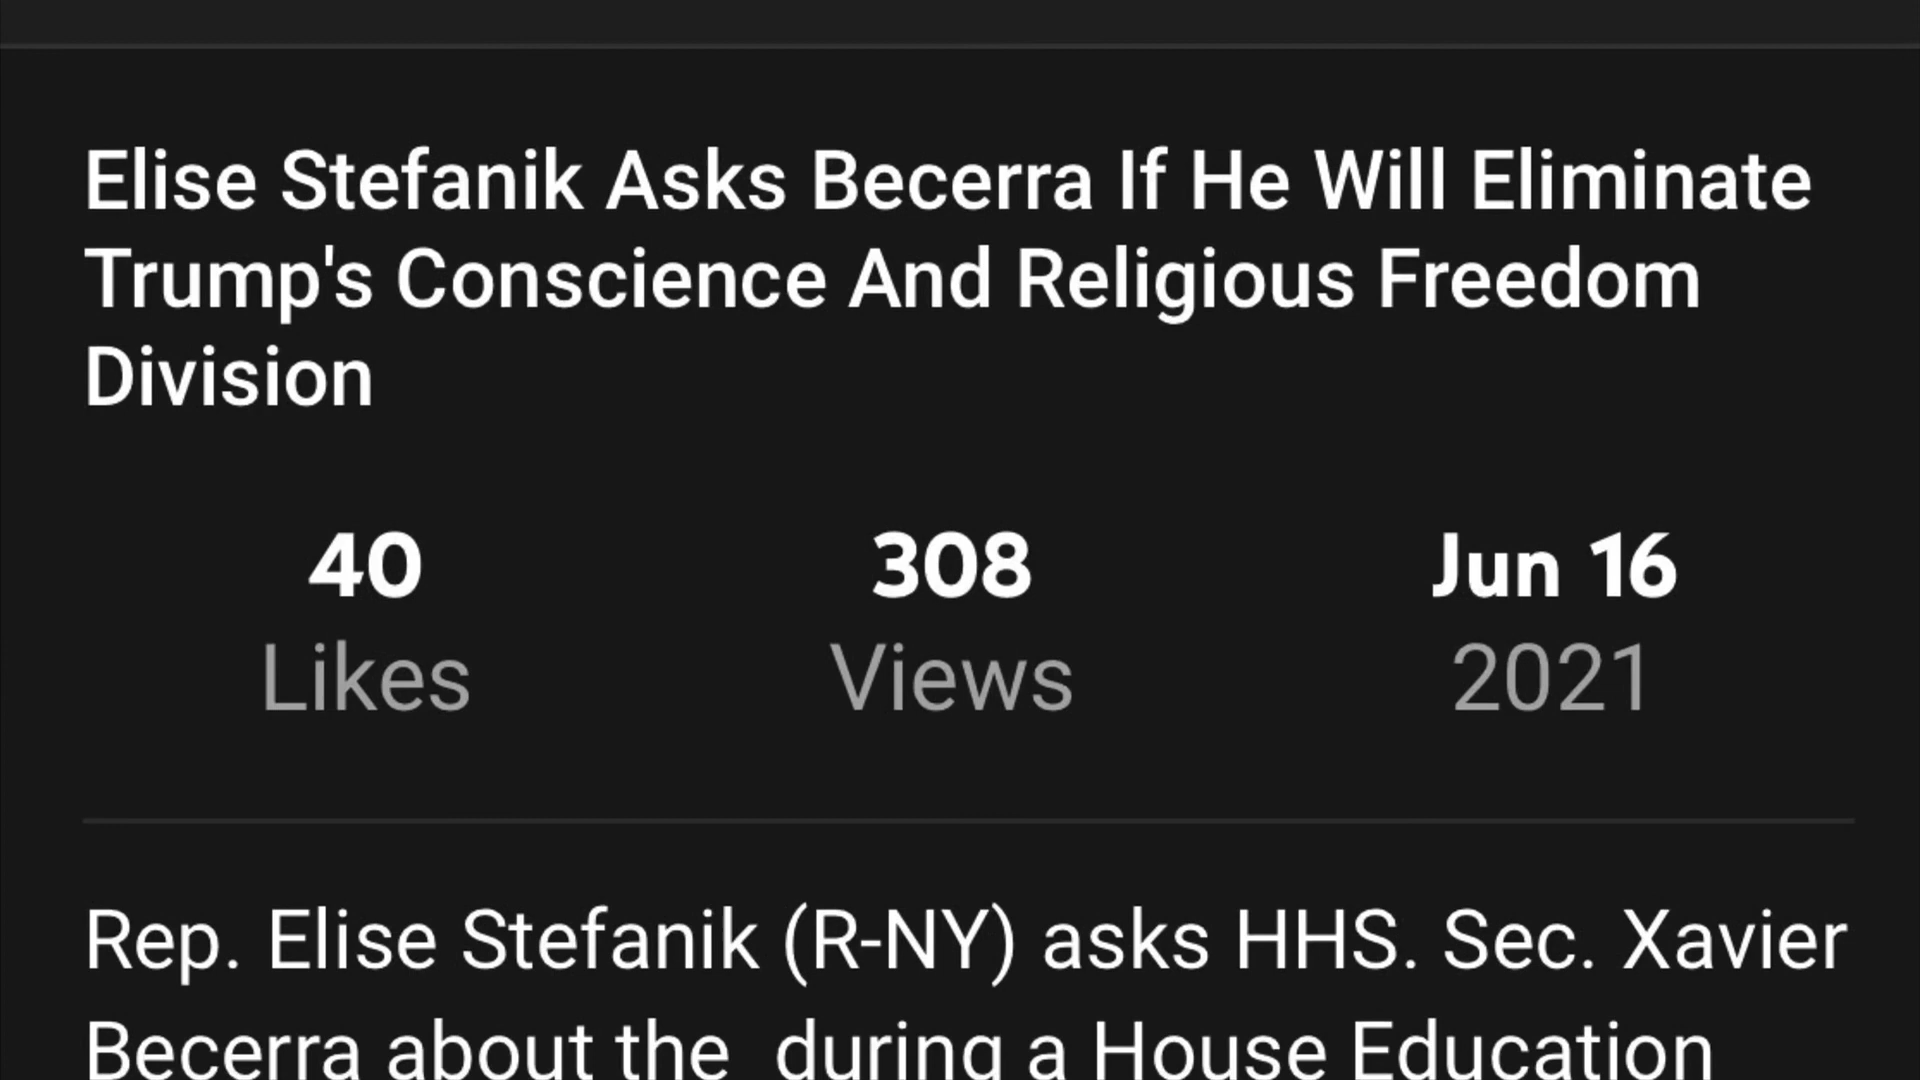 Elise Stefanik Asks Becerra If He Will Eliminate
Trump's Conscience And Religious Freedom
Division
40 308 Jun 16
Likes Views 2021
Rep. Elise Stefanik (R-NY) asks HHS. Sec. Xavier
Becerra about the  during a House Education